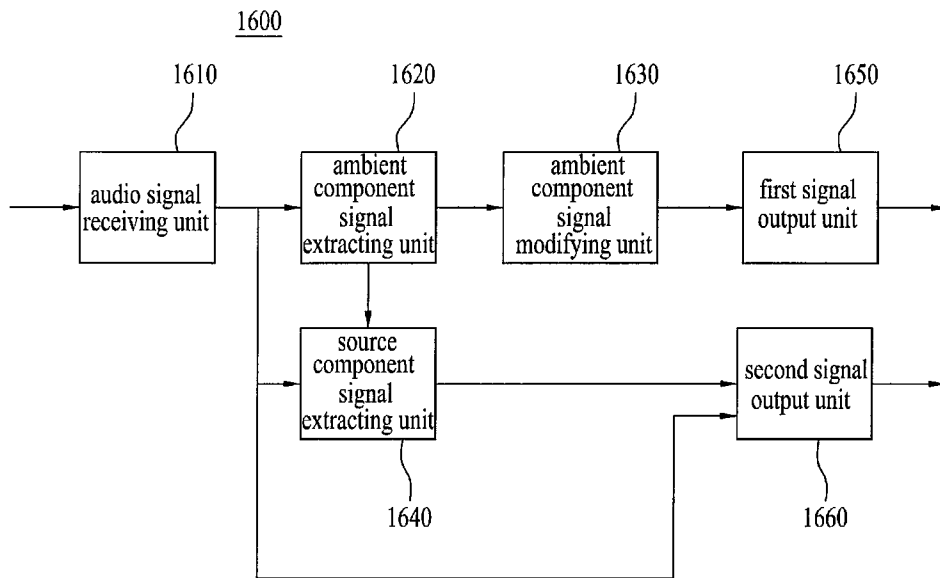 1600
1610
1620
1630
1650
audio signal
receiving unit
ambient
component
signal
extracting unit
ambient
component
signal
modifying unit
first signal
output unit
source
component
signal
extracting unit
second signal
output unit
1640
1660